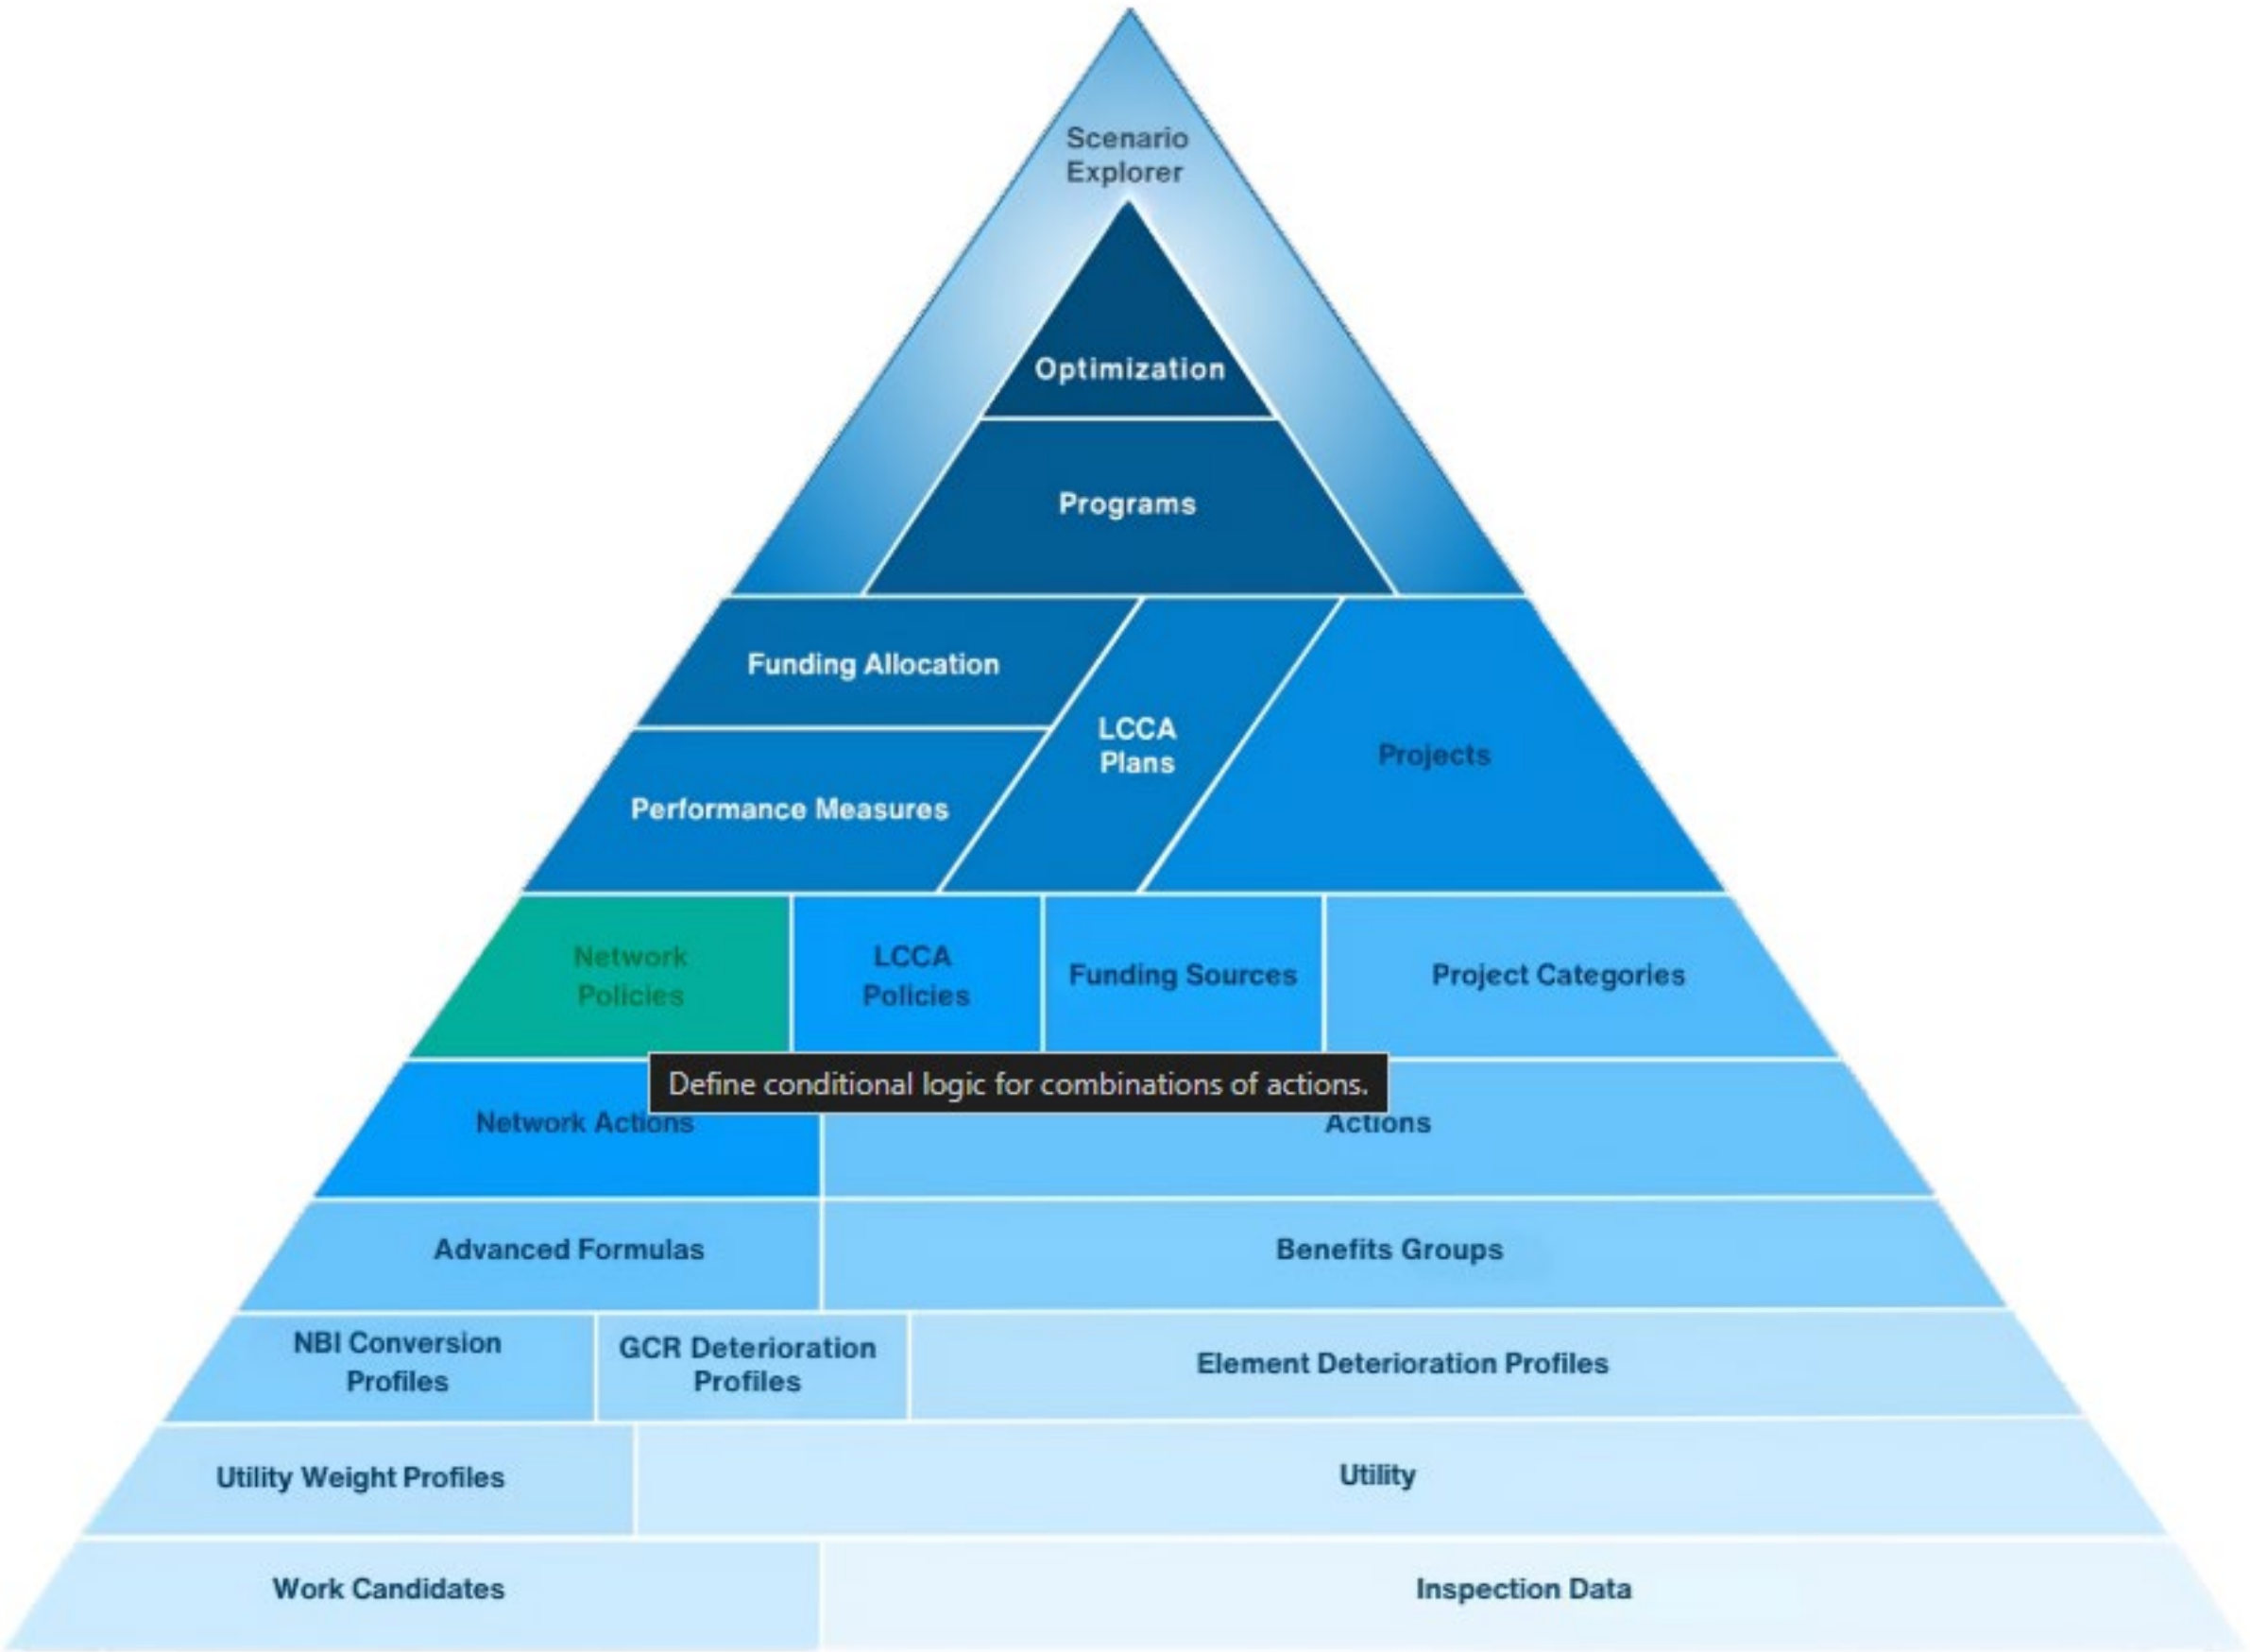 Scenario
Explorer
Optimization
Programs
Funding Allocation
LCCA
Plans
Projects
Performance Measures
Network
Policies
LCCA
Policies
Funding Sources
Project Categories
Define conditional logic for combinations of actions.
Network Actions
Actions
Advanced Formulas
Benefits Groups
NBI Conversion
Profiles
GCR Deterioration
Profiles
Element Deterioration Profiles
Utility Weight Profiles
Utility
Work Candidates
Inspection Data